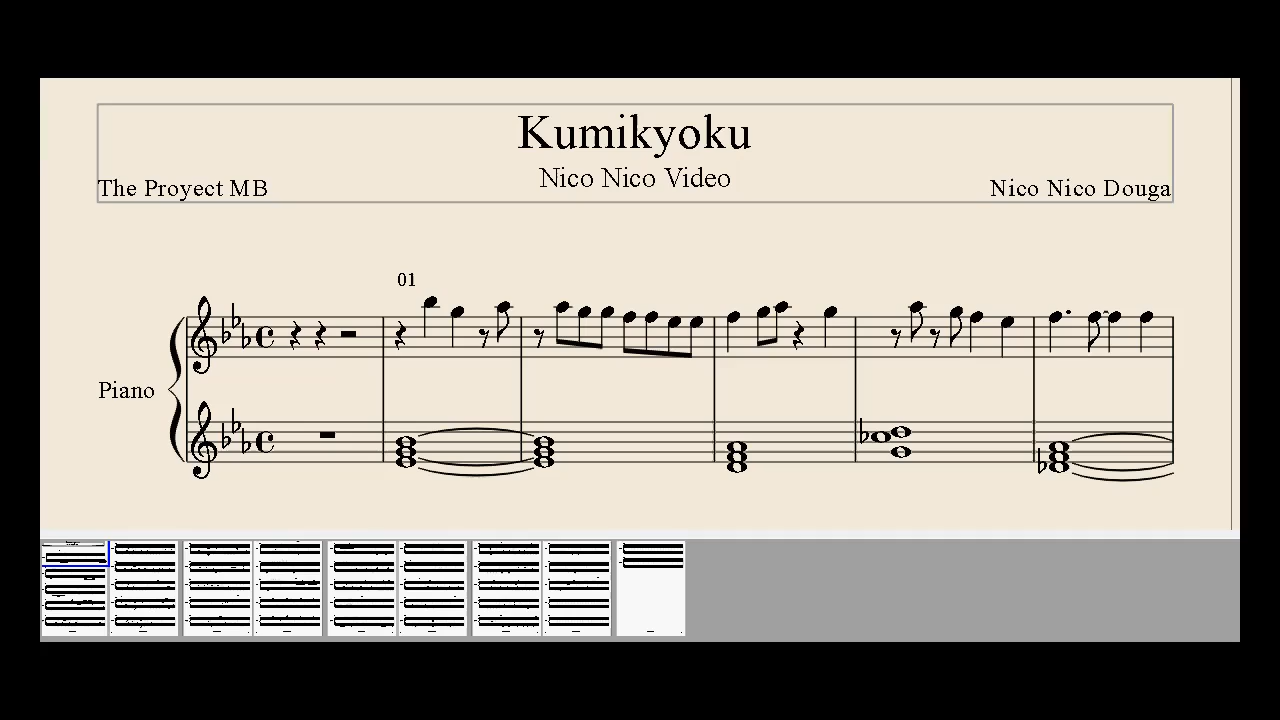 Kumikyoku
Nico Nico Video
The Proyect MB
Nico Nico Douga
01
Piano